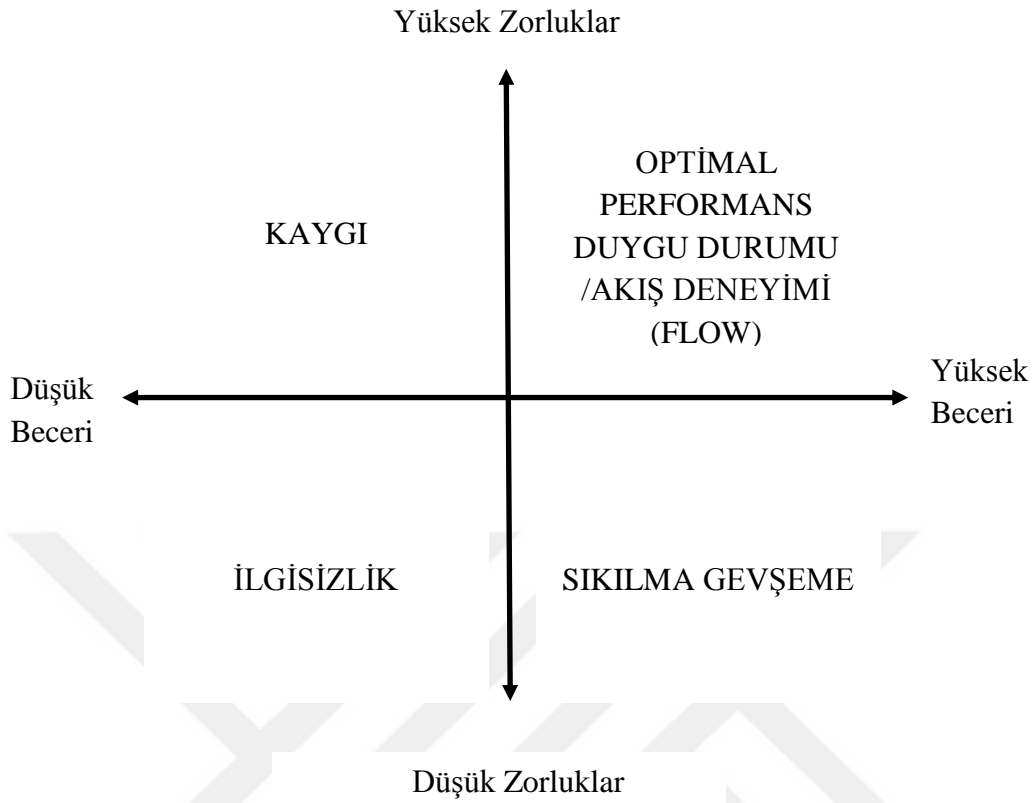 Yüksek Zorluklar
OPTİMAL
PERFORMANS
DUYGU DURUMU
/AKIŞ DENEYİMİ
(FLOW)
KAYGI
Düşük
Beceri
Yüksek
Beceri
İLGİSİZLİK
SIKILMA GEVŞEME
Düşük Zorluklar